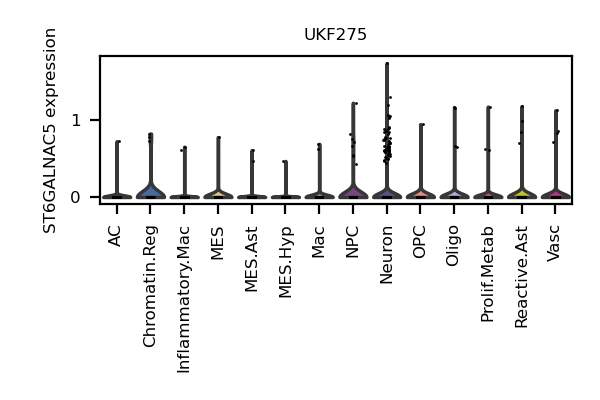 UKF275
ST6GALNAC5 expression
1
0
AC
Chromatin.Reg
Inflammatory.Mac
MES
MES.Ast
MES.Hyp
Mac
NPC
Neuron
OPC
Oligo
Prolif.Metab
Reactive.Ast
Vasc